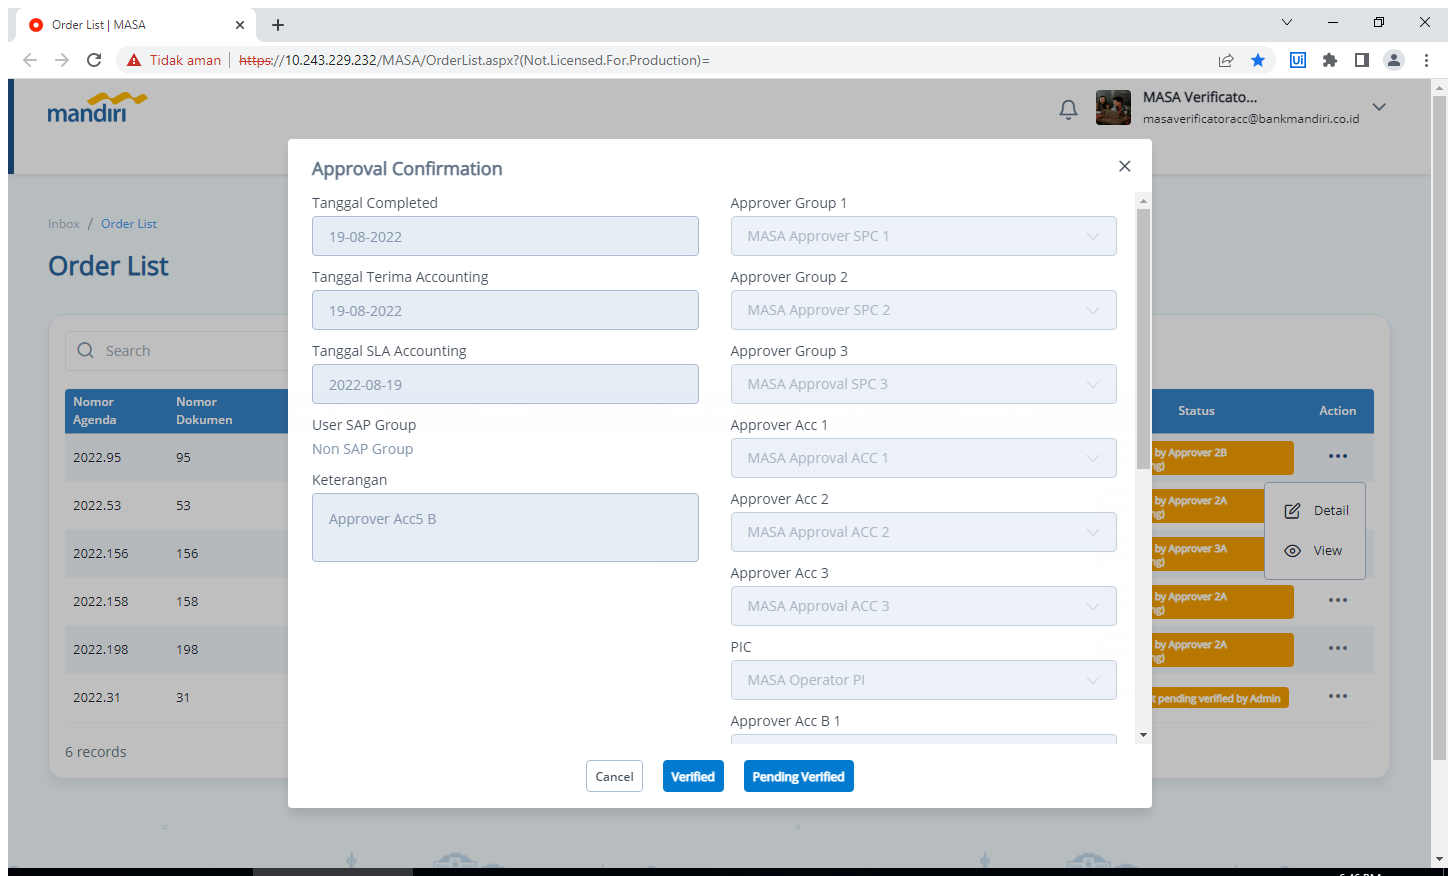 Order List | MASA
Tidak aman
https://10.243.229.232/MASA/OrderList.aspx?(Not.Licensed.For.Production)=
Ui
mandiri
MASA Verificato...
masaverificatoracc@bankmandiri.co.id
Inbox / Order List
Order List
Search
Nomor Agenda
Nomor Dokumen
Status
Action
2022.95 95
by Approver 2B
2022.53 53
by Approver 2A
2022.156 156
by Approver 3A
2022.158 158
by Approver 2A
2022.198 198
by Approver 2A
2022.31 31
pending verified by Admin
Detail
View
6 records
Approval Confirmation
Tanggal Completed
19-08-2022
Tanggal Terima Accounting
19-08-2022
Tanggal SLA Accounting
2022-08-19
User SAP Group
Non SAP Group
Keterangan
Approver Acc5 B
Approver Group 1
MASA Approver SPC 1
Approver Group 2
MASA Approver SPC 2
Approver Group 3
MASA Approval SPC 3
Approver Acc 1
MASA Approval ACC 1
Approver Acc 2
MASA Approval ACC 2
Approver Acc 3
MASA Approval ACC 3
PIC
MASA Operator PI
Approver Acc B 1
Cancel
Verified
Pending Verified